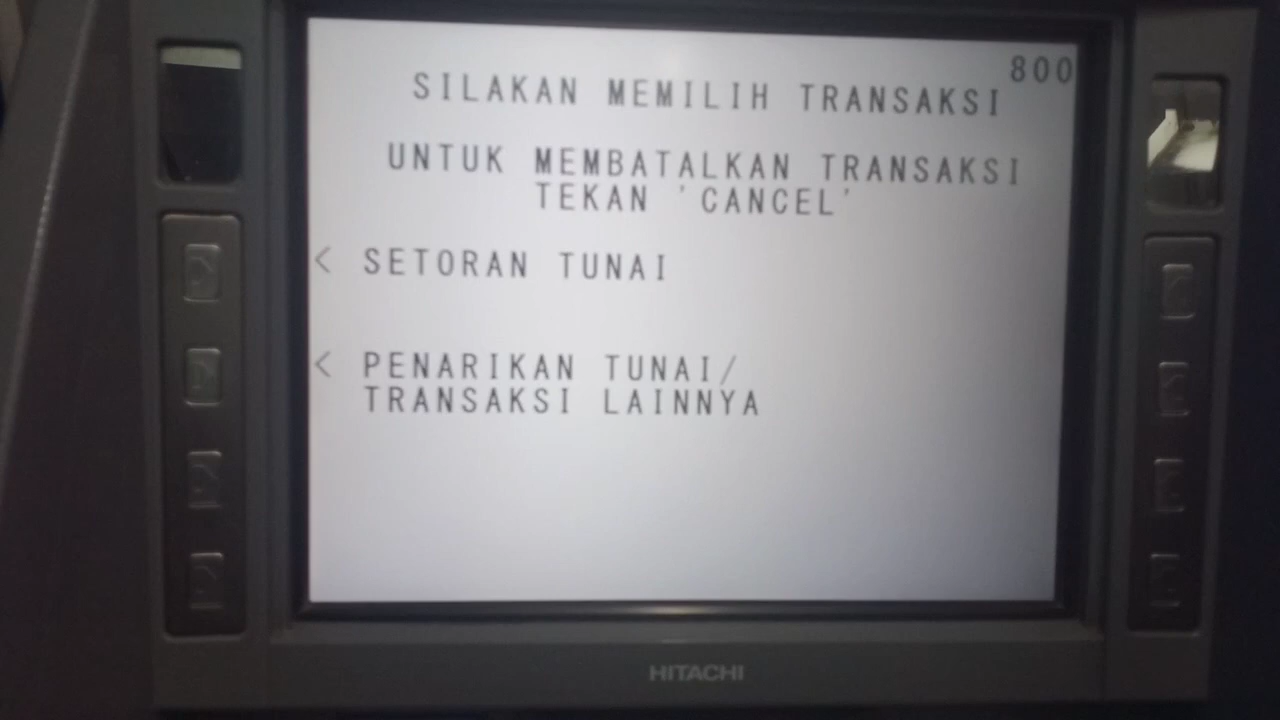 800
SILAKAN MEMILIH TRANSAKSI
UNTUK MEMBATALKAN TRANSAKSI
TEKAN 'CANCEL'
< SETORAN TUNAI
< PENARIKAN TUNAI/
TRANSAKSI LAINNYA
HITACHI